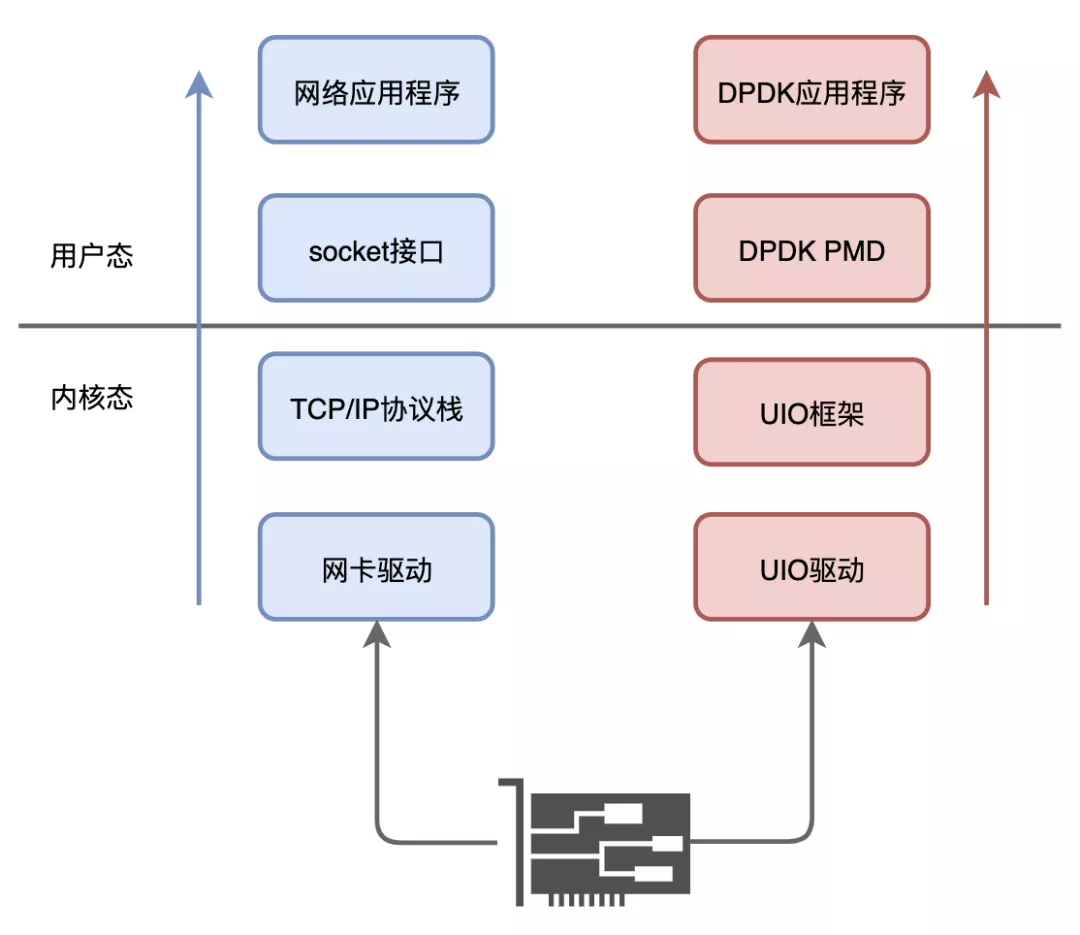 网络应用程序
DPDK应用程序
用户态
socket接口
DPDK PMD
内核态
TCP/IP协议栈
UIO框架
网卡驱动
UIO驱动